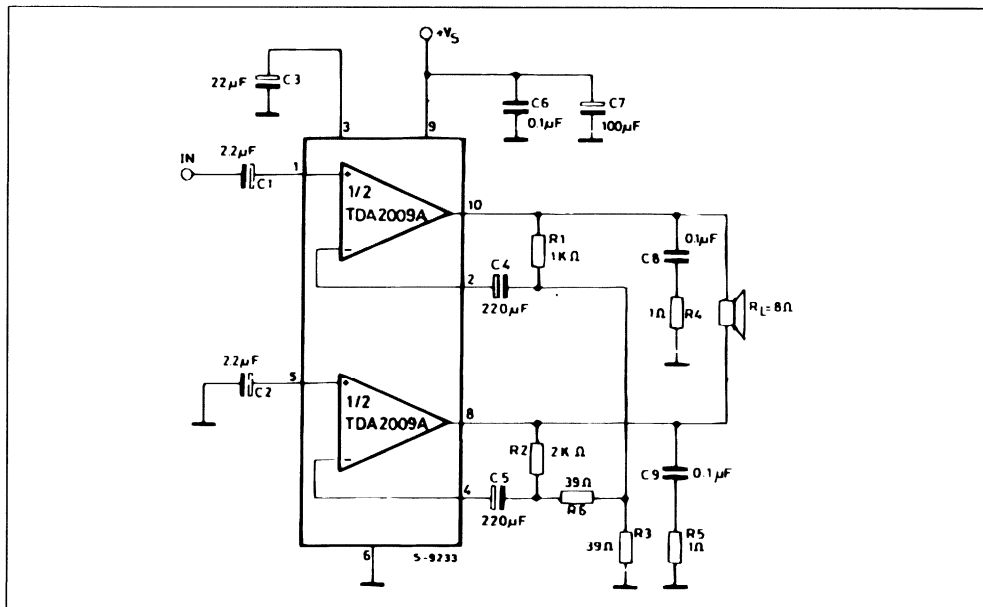 +VS
22µF
C3
C6
0.1µF
C7
100µF
3
9
IN
2.2µF
C1
1
+
1/2
TDA2009A
−
10
R1
1KΩ
0.1µF
C8
2
C4
220µF
1Ω
R4
RL=8Ω
2.2µF
C2
5
+
1/2
TDA2009A
−
8
R2
2KΩ
C9
0.1µF
4
C5
220µF
39Ω
R6
39Ω
R3
R5
1Ω
6
S-9233